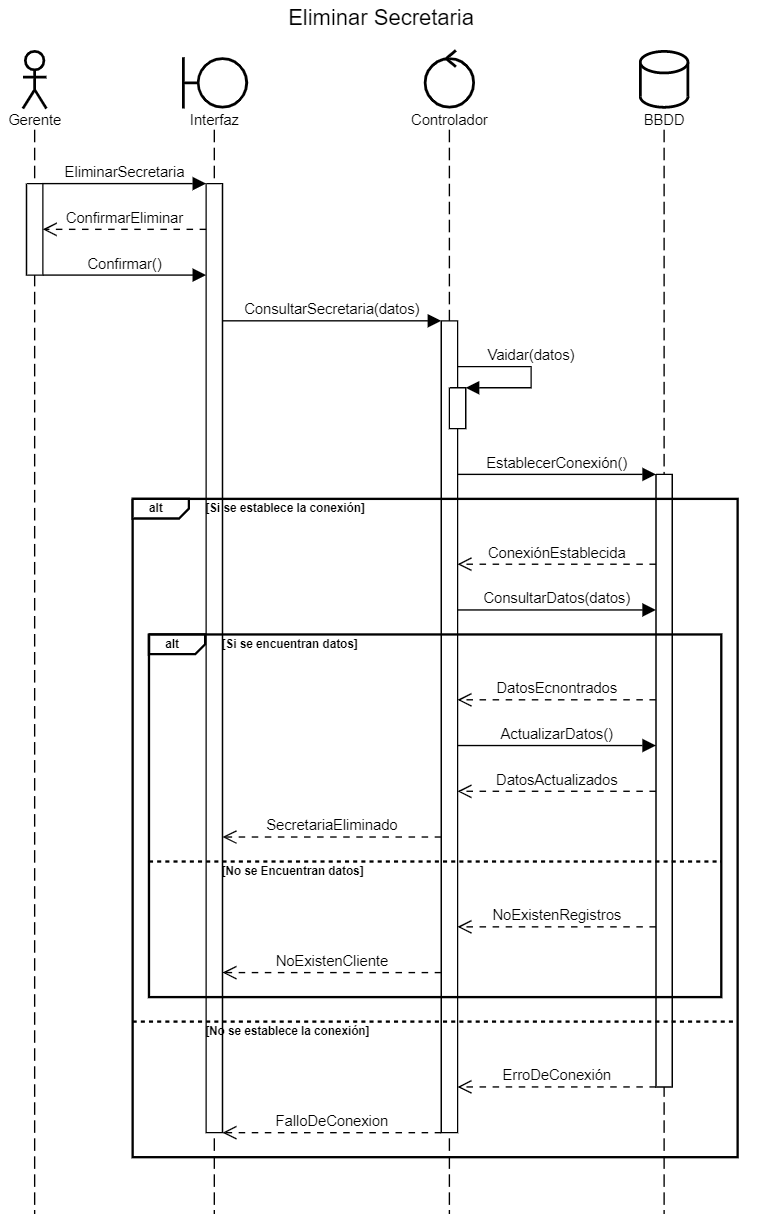 Eliminar Secretaria
Gerente
Interfaz
Controlador
BBDD
EliminarSecretaria
ConfirmarEliminar
Confirmar()
ConsultarSecretaria(datos)
Vaidar(datos)
EstablecerConexión()
alt
[Si se establece la conexión]
ConexiónEstablecida
ConsultarDatos(datos)
alt
[Si se encuentran datos]
DatosEcnontrados
ActualizarDatos()
DatosActualizados
SecretariaEliminado
[No se Encuentran datos]
NoExistenRegistros
NoExistenCliente
[No se establece la conexión]
ErroDeConexión
FalloDeConexion